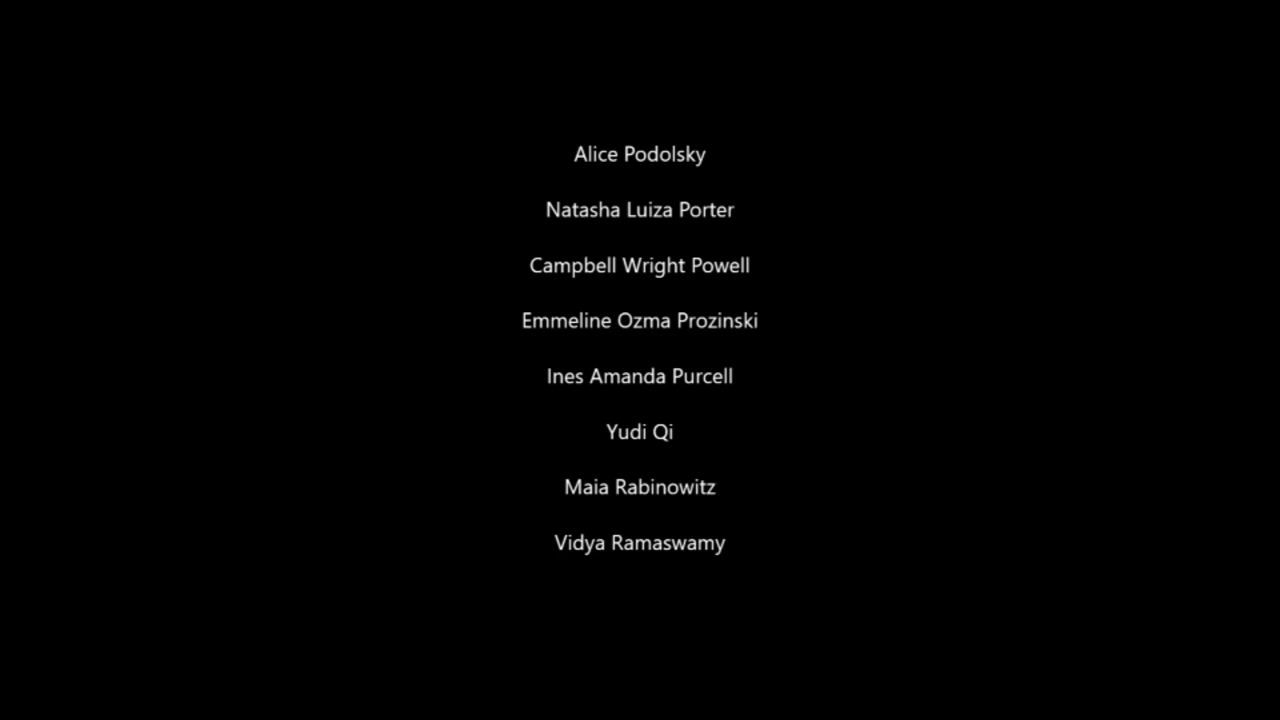 Alice Podolsky
Natasha Luiza Porter
Campbell Wright Powell
Emmeline Ozma Prozinski
Ines Amanda Purcell
Yudi Qi
Maia Rabinowitz
Vidya Ramaswamy